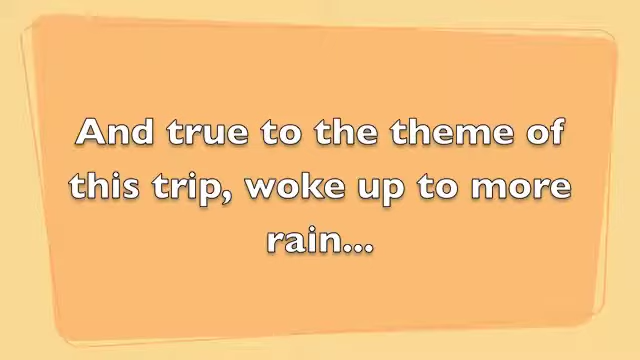 And true to the theme of
this trip, woke up to more
rain...